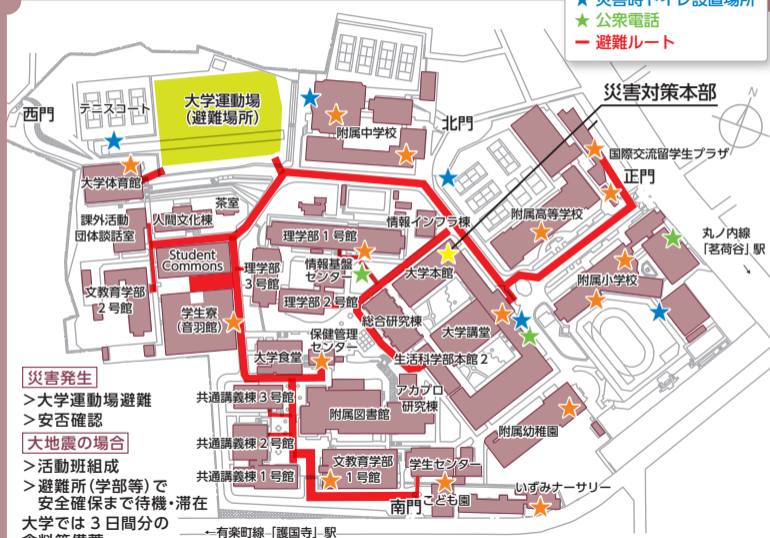 ★ 災害時トイレ設置場所
★ 公衆電話
━ 避難ルート
災害対策本部
西門
テニスコート
大学運動場
(避難場所)
附属中学校
北門
国際交流留学生プラザ
正門
大学体育館
茶室
課外活動
団体談話室
人間文化棟
情報インフラ棟
附属高等学校
丸ノ内線
「茗荷谷」駅
Student
Commons
理学部1号館
大学本館
理学部
3号館
情報基盤
センター
文教育学部
2号館
理学部2号館
附属小学校
学生寮
(音羽館)
総合研究棟
大学講堂
保健管理
センター
大学食堂
生活科学部本館2
アカプロ
研究棟
災害発生
>大学運動場避難
>安否確認
共通講義棟3号館
附属図書館
附属幼稚園
大地震の場合
>活動班組成
>避難所(学部等)で
安全確保まで待機・滞在
大学では3日間分の
共通講義棟2号館
共通講義棟1号館
文教育学部
1号館
学生センター
いずみナーサリー
南門
こども園
←有楽町線「護国寺」駅